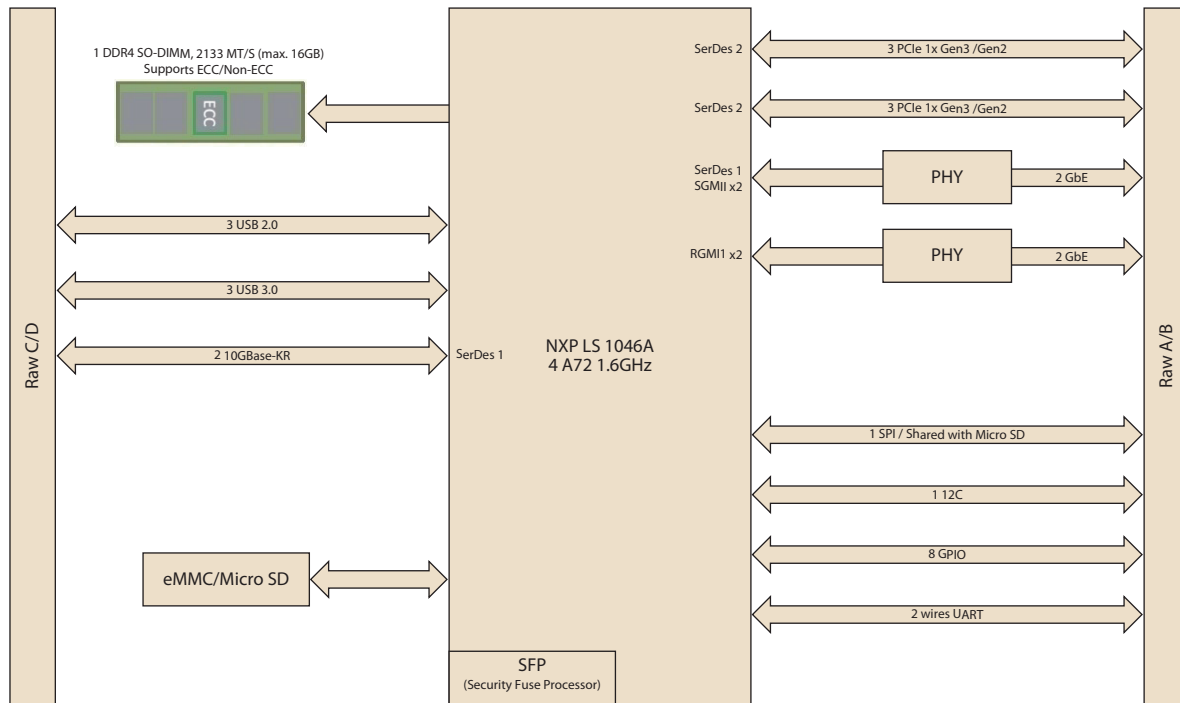 1 DDR4 SO-DIMM, 2133 MT/S (max. 16GB)
Supports ECC/Non-ECC
ECC
Raw C/D
3 USB 2.0
3 USB 3.0
2 10GBase-KR
SerDes 1
eMMC/Micro SD
NXP LS 1046A
4 A72 1.6GHz
SFP
(Security Fuse Processor)
SerDes 2
3 PCIe 1x Gen3 /Gen2
SerDes 2
3 PCIe 1x Gen3 /Gen2
SerDes 1
SGMII x2
PHY
2 GbE
RGMI1 x2
PHY
2 GbE
1 SPI / Shared with Micro SD
1 12C
8 GPIO
2 wires UART
Raw A/B